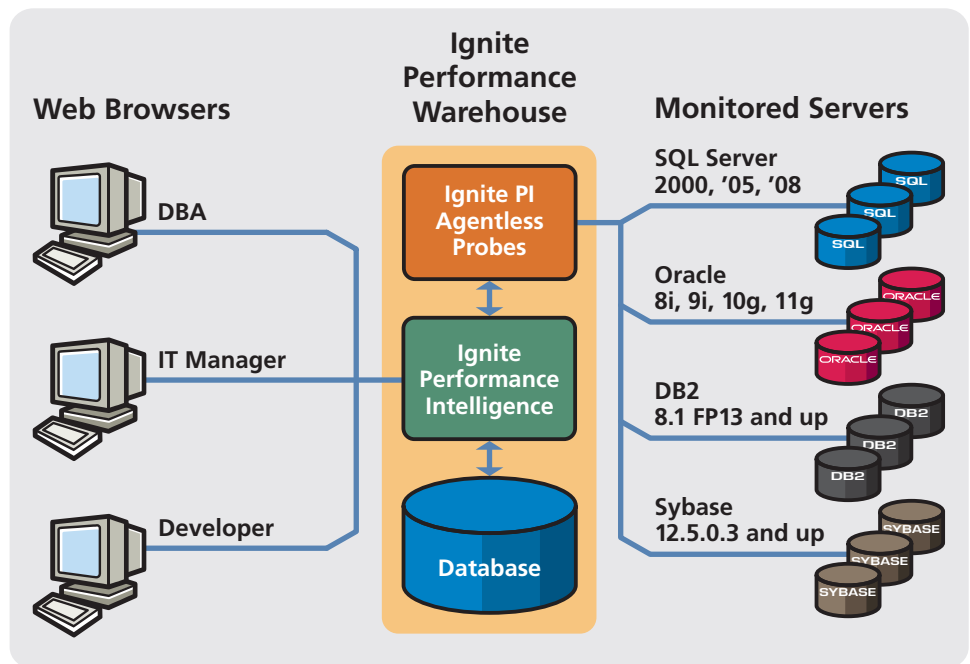 Ignite
Performance
Warehouse
Web Browsers
DBA
IT Manager
Developer
Ignite PI
Agentless
Probes
Ignite
Performance
Intelligence
Database
Monitored Servers
SQL Server
2000, ’05, ’08
SQL
SQL
SQL
Oracle
8i, 9i, 10g, 11g
ORACLE
ORACLE
ORACLE
DB2
8.1 FP13 and up
DB2
DB2
DB2
Sybase
12.5.0.3 and up
SYBASE
SYBASE
SYBASE